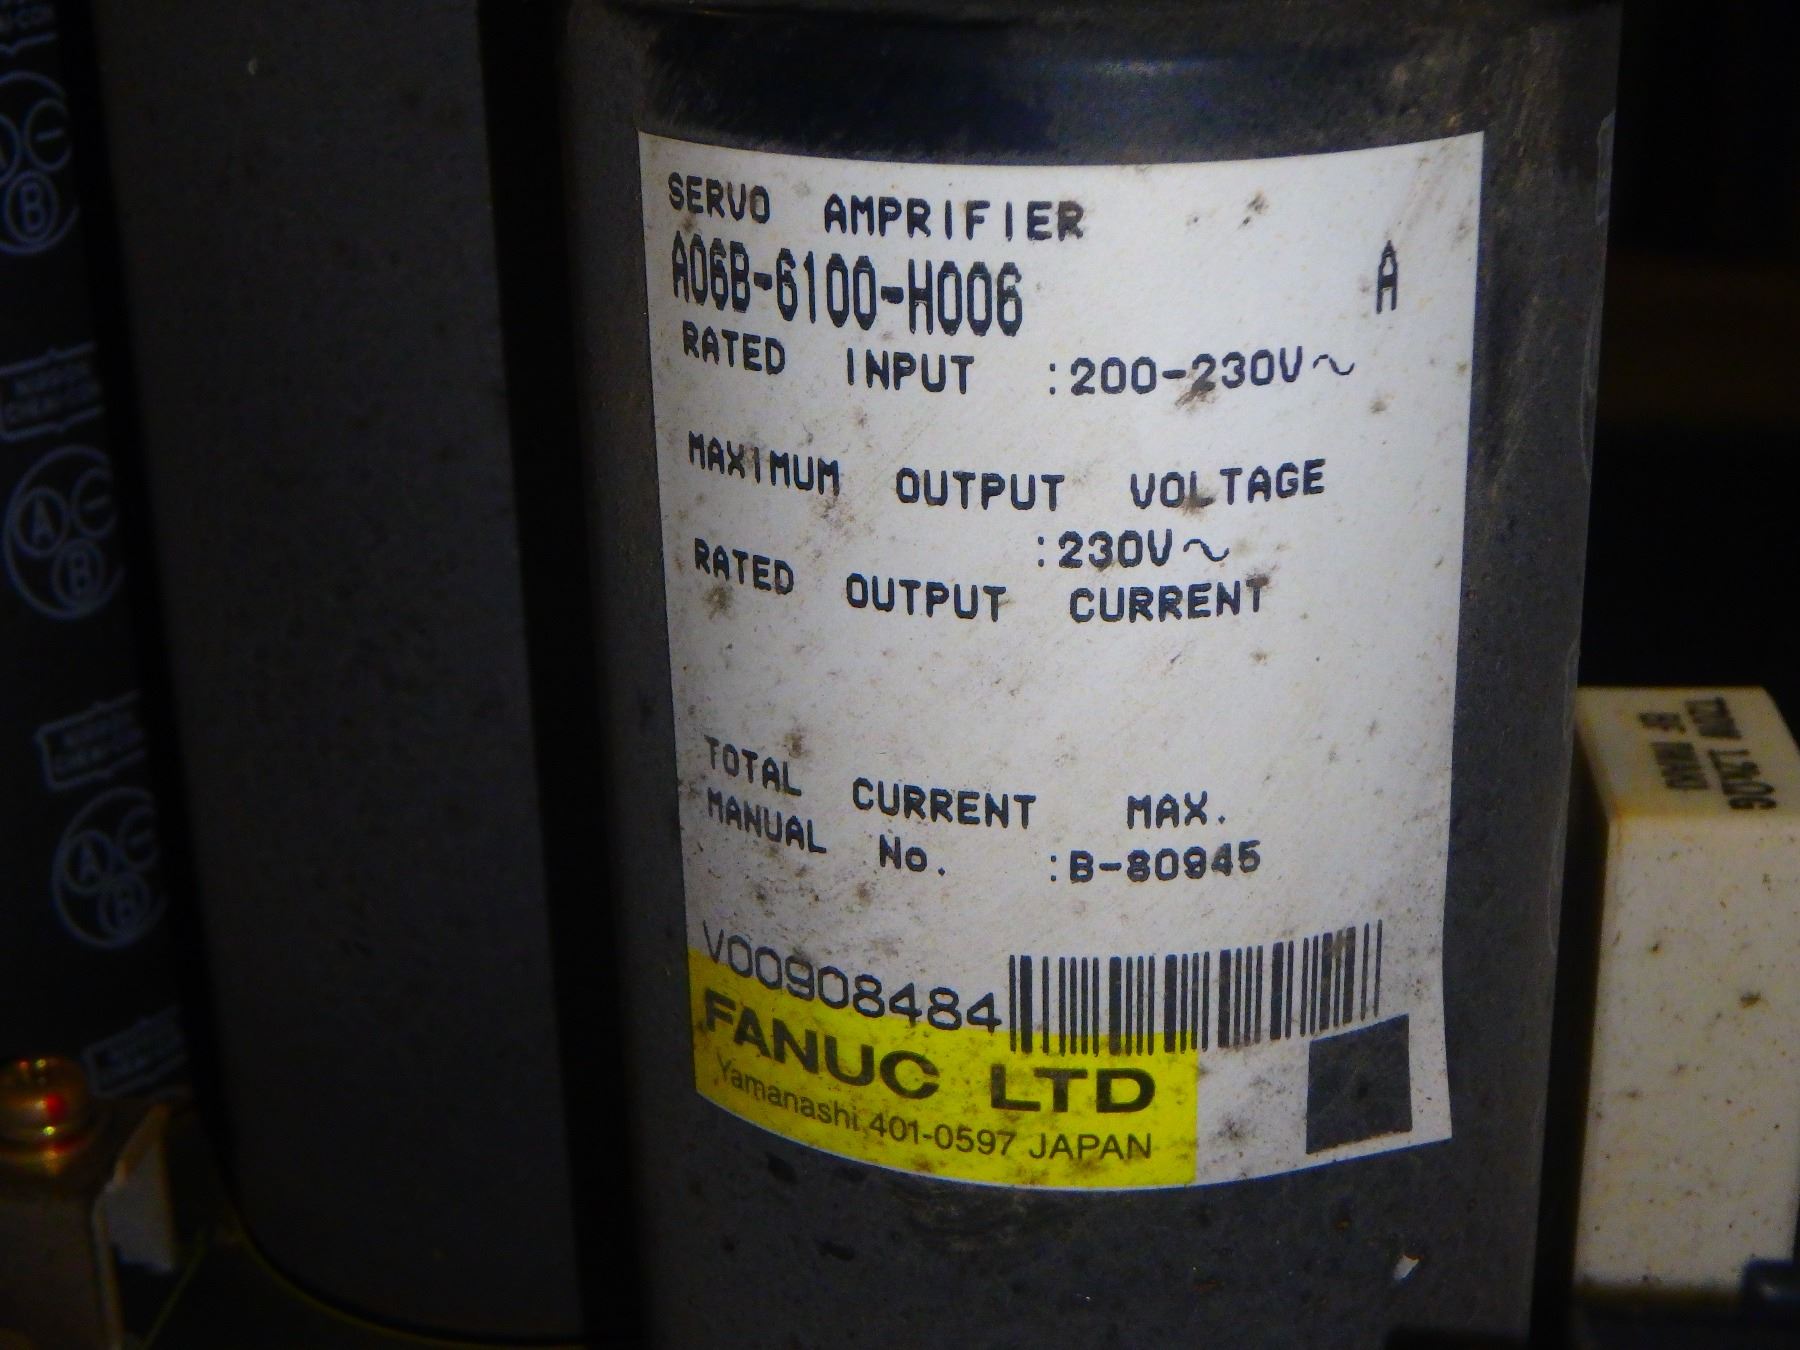 SERVO AMPRIFIER
A06B-6100-H006 A
RATED INPUT :200-230V~
MAXIMUM OUTPUT VOLTAGE
:230V~
RATED OUTPUT CURRENT
TOTAL CURRENT MAX.
MANUAL No. :B-80945
V00908484
FANUC LTD
Yamanashi,401-0597 JAPAN
A -
B
A -
B